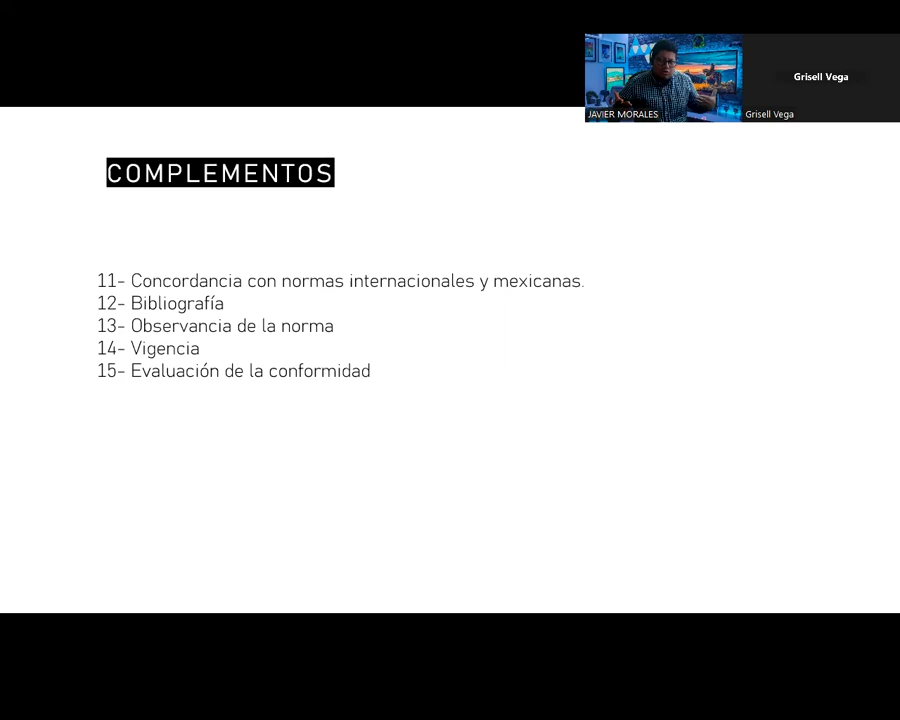 Grisell Vega
JAVIER MORALES
Grisell Vega
COMPLEMENTOS
11- Concordancia con normas internacionales y mexicanas.
12- Bibliografía
13- Observancia de la norma
14- Vigencia
15- Evaluación de la conformidad